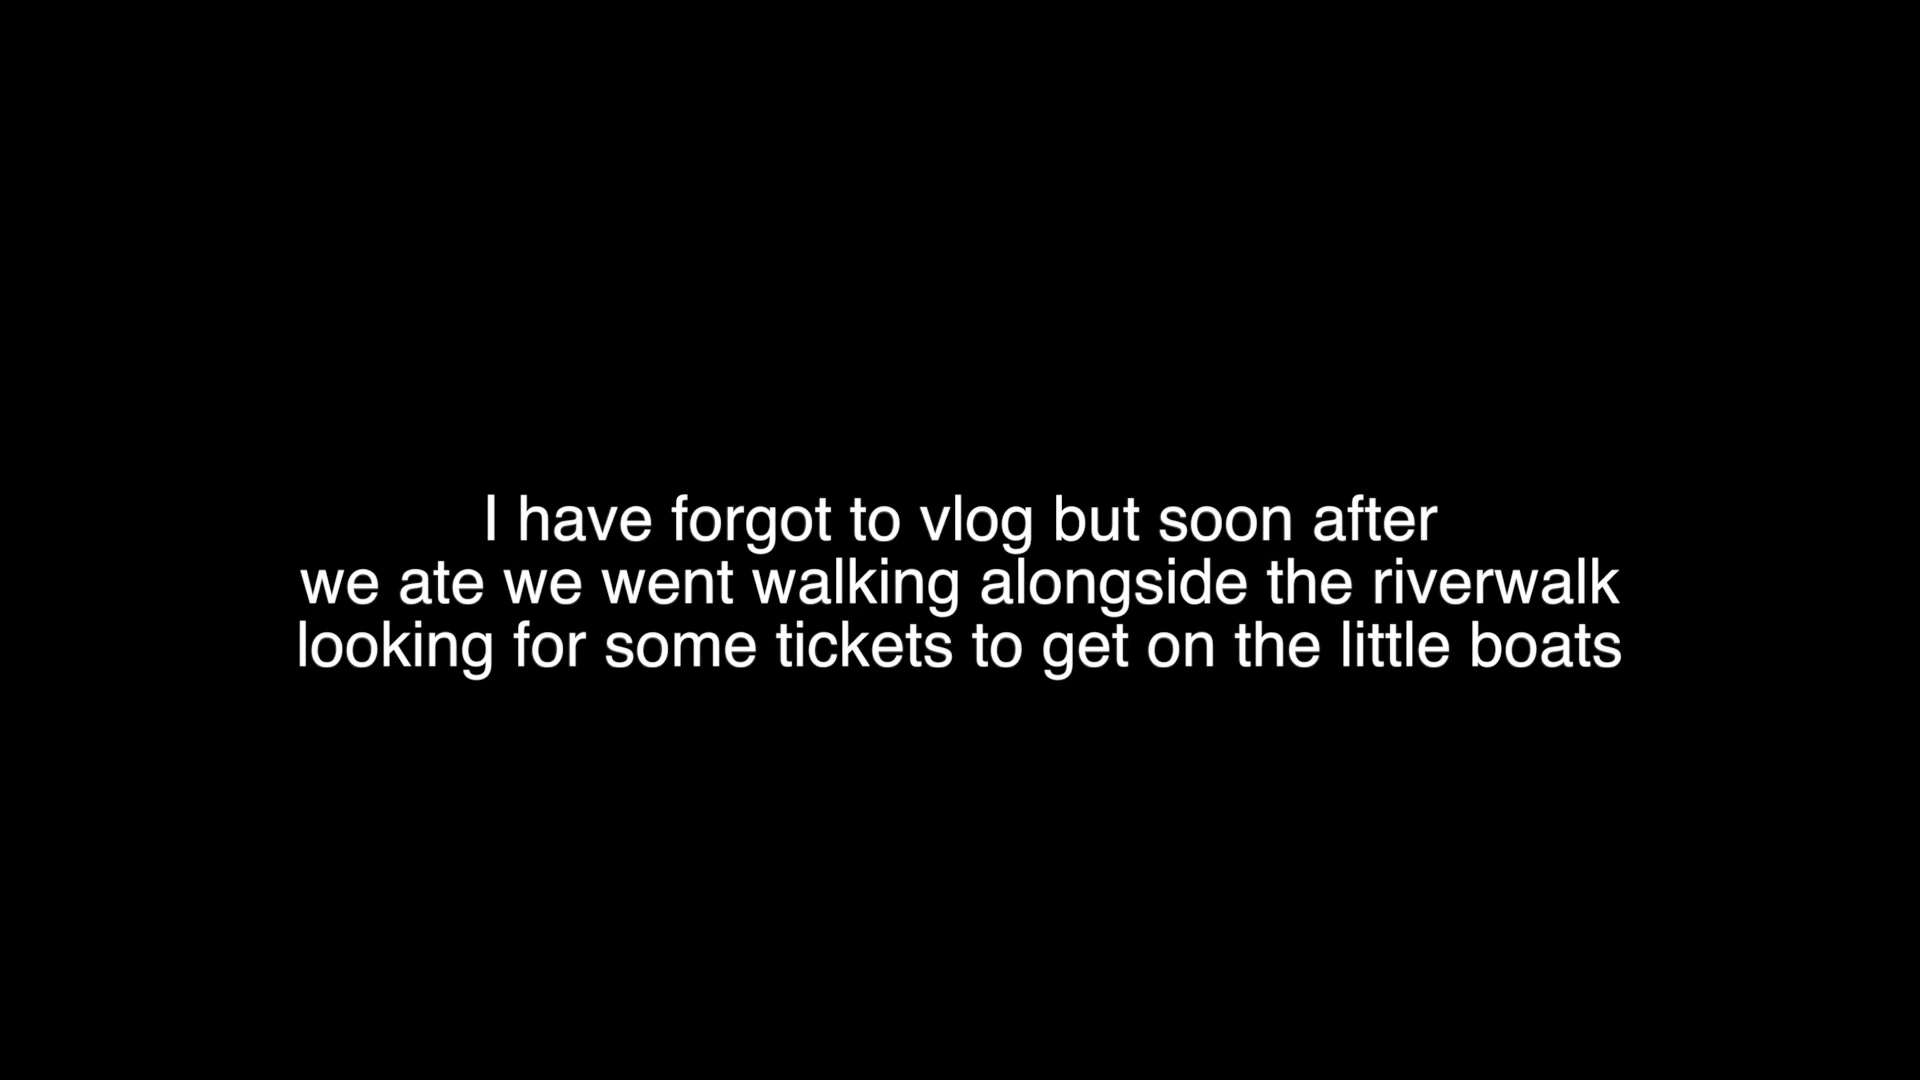 I have forgot to vlog but soon after
we ate we went walking alongside the riverwalk
looking for some tickets to get on the little boats